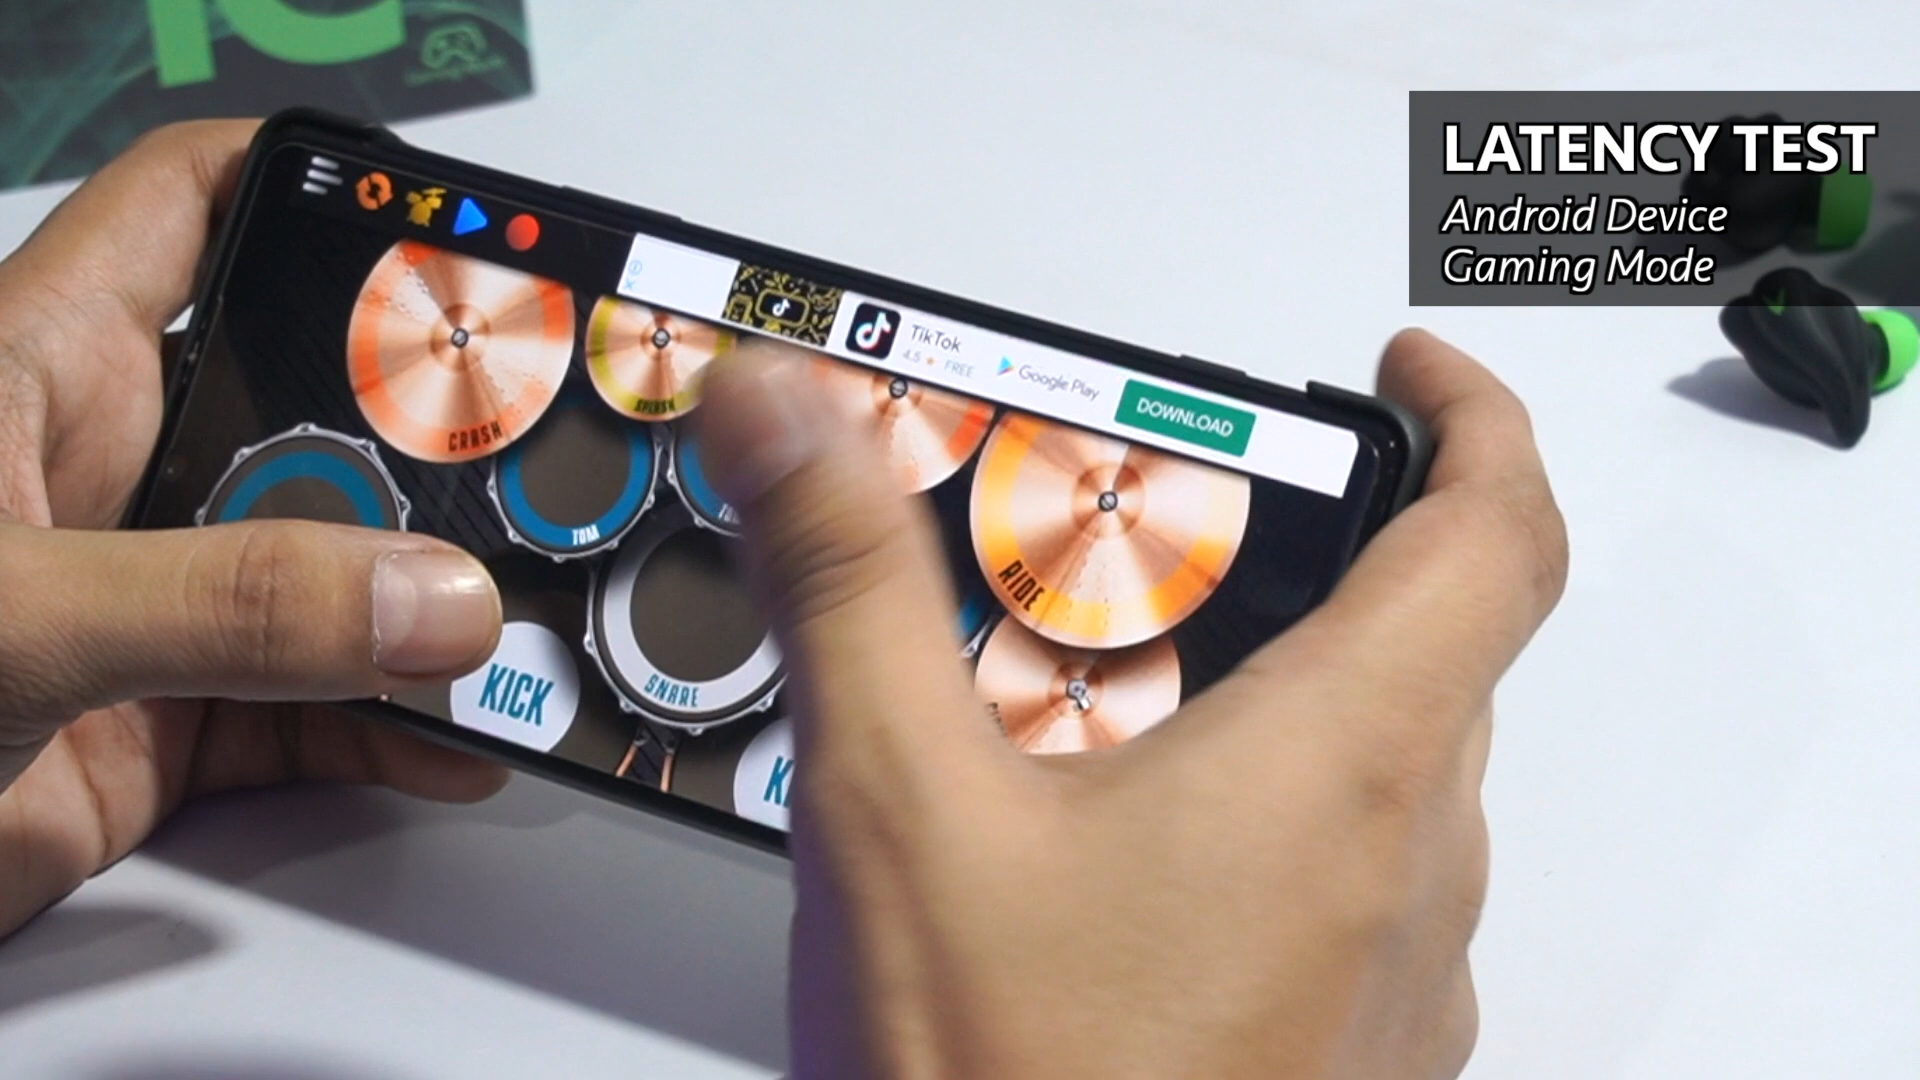 LATENCY TEST
Android Device
Gaming Mode
TikTok
4.5 ★ FREE
Google Play
DOWNLOAD
CRASH
SPLASH
TOM
RIDE
SNARE
KICK